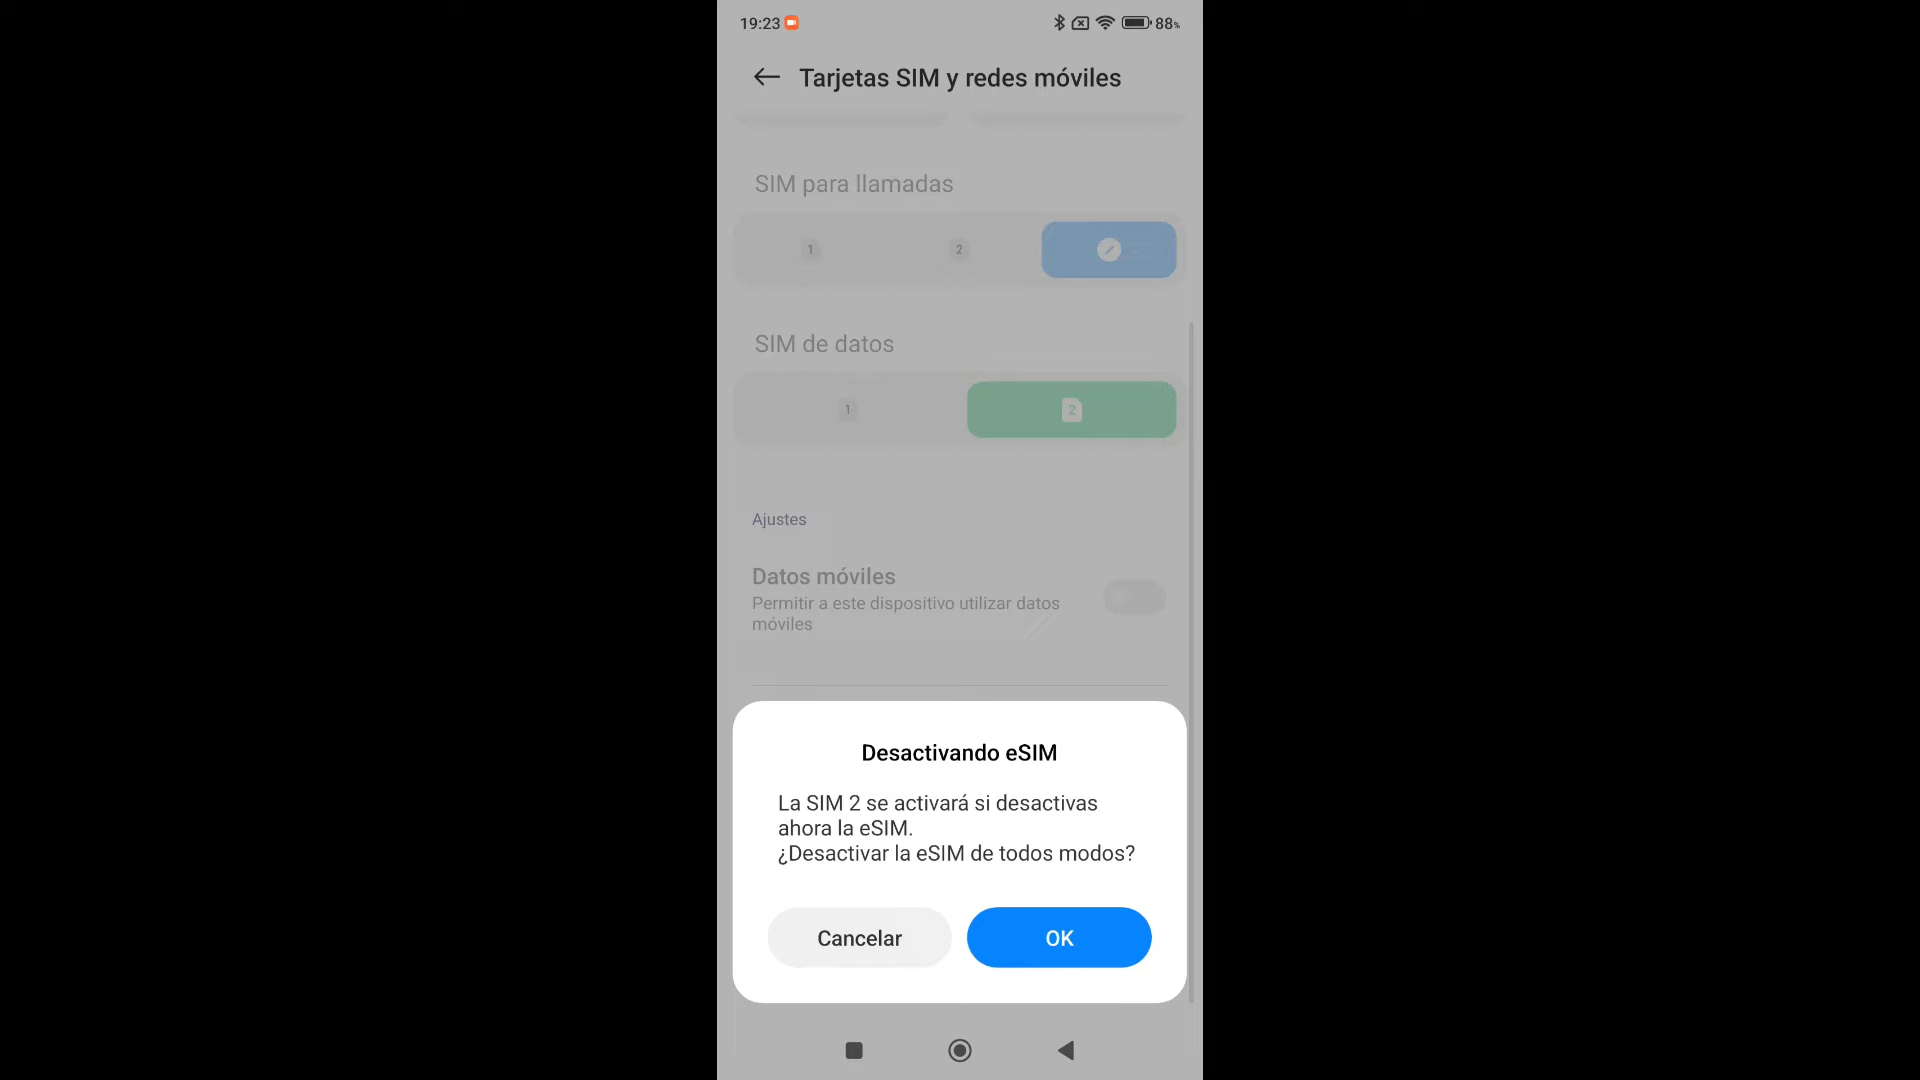 19:23
88%
Tarjetas SIM y redes móviles
SIM para llamadas
1
2
SIM de datos
1
2
Ajustes
Datos móviles
Permitir a este dispositivo utilizar datos
móviles
Desactivando eSIM
La SIM 2 se activará si desactivas
ahora la eSIM.
¿Desactivar la eSIM de todos modos?
Cancelar
OK